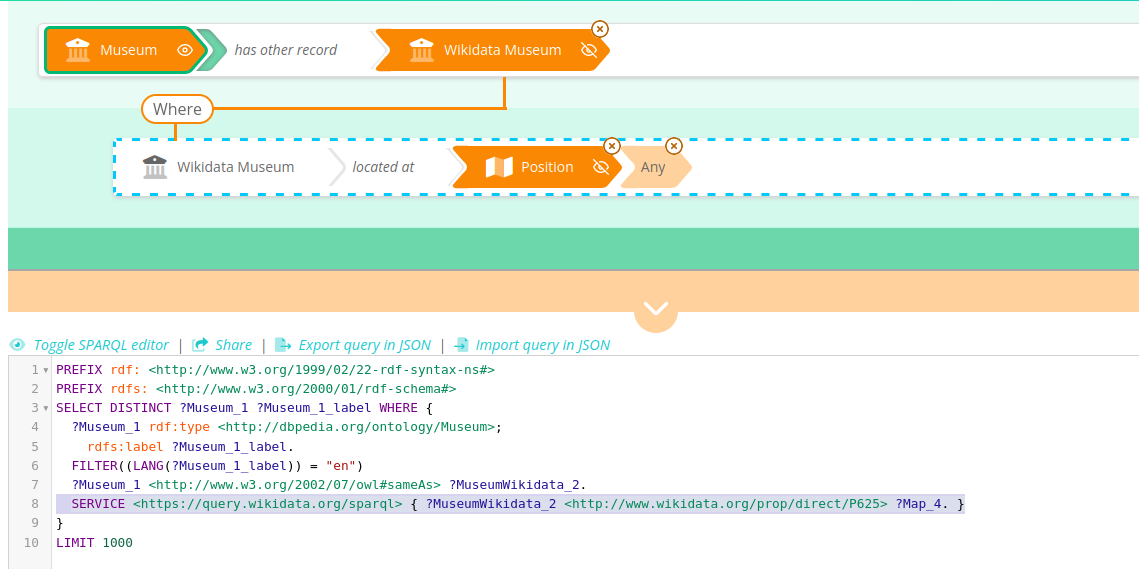 Museum has other record Wikidata Museum
Where
Wikidata Museum located at Position Any
Toggle SPARQL editor | Share | Export query in JSON | Import query in JSON
1 PREFIX rdf: <http://www.w3.org/1999/02/22-rdf-syntax-ns#>
2 PREFIX rdfs: <http://www.w3.org/2000/01/rdf-schema#>
3 SELECT DISTINCT ?Museum_1 ?Museum_1_label WHERE {
4 ?Museum_1 rdf:type <http://dbpedia.org/ontology/Museum>;
5 rdfs:label ?Museum_1_label.
6 FILTER((LANG(?Museum_1_label)) = "en")
7 ?Museum_1 <http://www.w3.org/2002/07/owl#sameAs> ?MuseumWikidata_2.
8 SERVICE <https://query.wikidata.org/sparql> { ?MuseumWikidata_2 <http://www.wikidata.org/prop/direct/P625> ?Map_4. }
9 }
10 LIMIT 1000